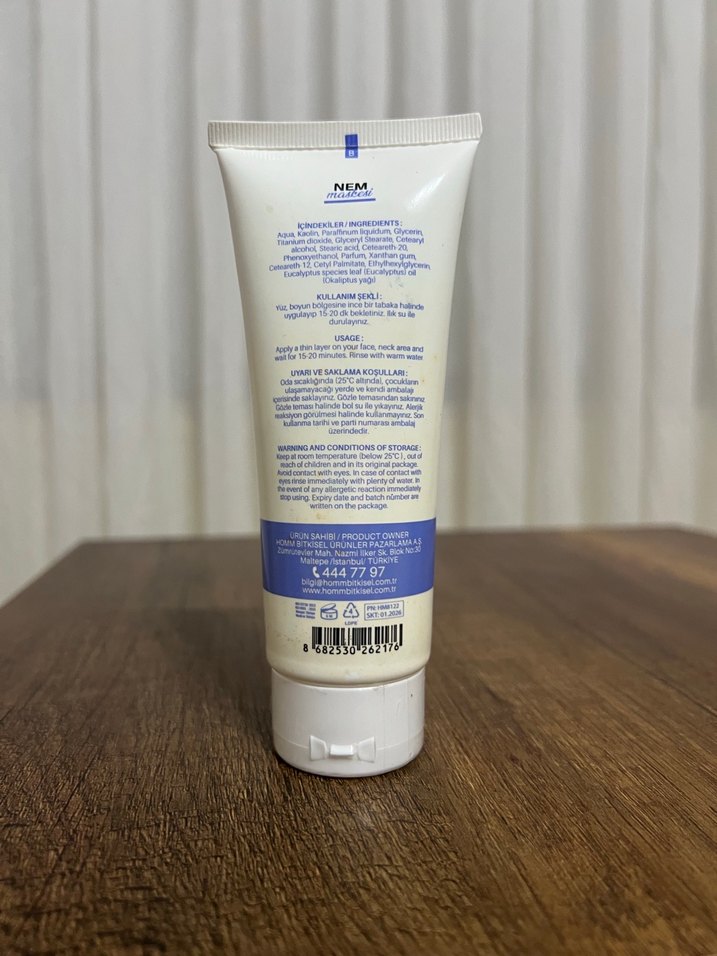 B
NEM
maskesi
İÇİNDEKİLER / INGREDIENTS :
Aqua, Kaolin, Paraffinum liquidum, Glycerin,
Titanium dioxide, Glyceryl Stearate, Cetearyl
alcohol, Stearic acid, Ceteareth-20,
Phenoxyethanol, Parfum, Xanthan gum,
Ceteareth-12, Cetyl Palmitate, Ethylhexylglycerin,
Eucalyptus species leaf (Eucalyptus) oil
(Okaliptus yağı)
KULLANIM ŞEKLİ :
Yüz, boyun bölgesine ince bir tabaka halinde
uygulayıp 15-20 dk bekletiniz. ılık su ile
durulayınız.
USAGE :
Apply a thin layer on your face, neck area and
wait for 15-20 minutes. Rinse with warm water
UYARI VE SAKLAMA KOŞULLARI :
Oda sıcaklığında (25°C altında), çocukların
ulaşamayacağı yerde ve kendi ambalajı
içerisinde saklayınız. Gözle temasından sakınınız.
Gözle teması halinde bol su ile yıkayınız. Alerjik
reaksiyon görülmesi halinde kullanmayınız. Son
kullanma tarihi ve parti numarası ambalaj
üzerindedir.
WARNING AND CONDITIONS OF STORAGE:
Keep at room temperature (below 25°C ), out of
reach of children and in its original package.
Avoid contact with eyes. In case of contact with
eyes rinse immediately with plenty of water. In
the event of any allergetic reaction immediately
stop using. Expiry date and batch nûmber are
written on the package.
ÜRÜN SAHİBİ / PRODUCT OWNER
HOMM BİTKİSEL ÜRÜNLER PAZARLAMA A.Ş.
Zümrütevler Mah. Nazmi İlker Sk. Blok No:30
Maltepe /İstanbul/ TÜRKİYE
444 77 97
bilgi@hommbitkisel.com.tr
www.hommbitkisel.com.tr
4
LDPE
PN: HM8122
SKT: 01.2026
8 682530 262176